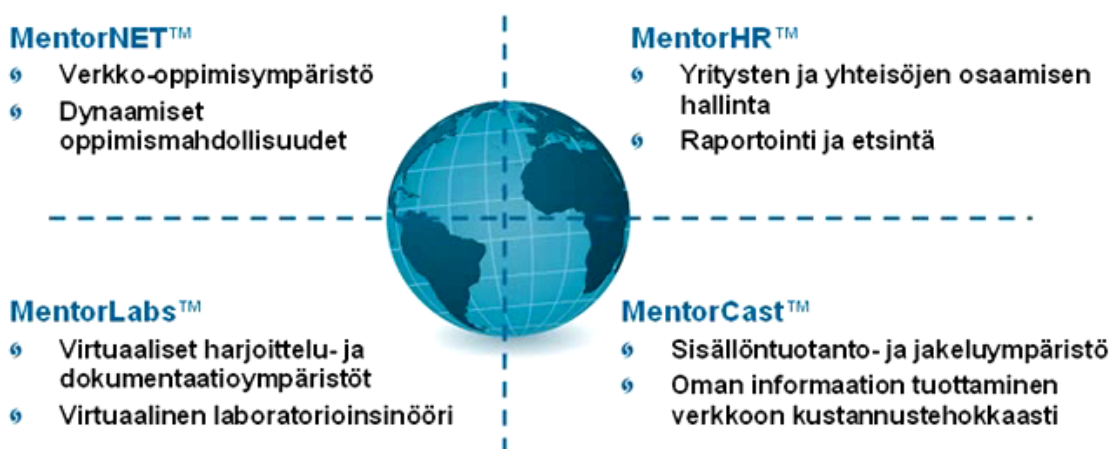 MentorNET™
Verkko-oppimisympäristö
Dynaamiset
oppimismahdollisuudet
MentorHR™
Yritysten ja yhteisöjen osaamisen
hallinta
Raportointi ja etsintä
MentorLabs™
Virtuaaliset harjoittelu- ja
dokumentaatioympäristöt
Virtuaalinen laboratorioinsinööri
MentorCast™
Sisällöntuotanto- ja jakeluympäristö
Oman informaation tuottaminen
verkkoon kustannustehokkaasti